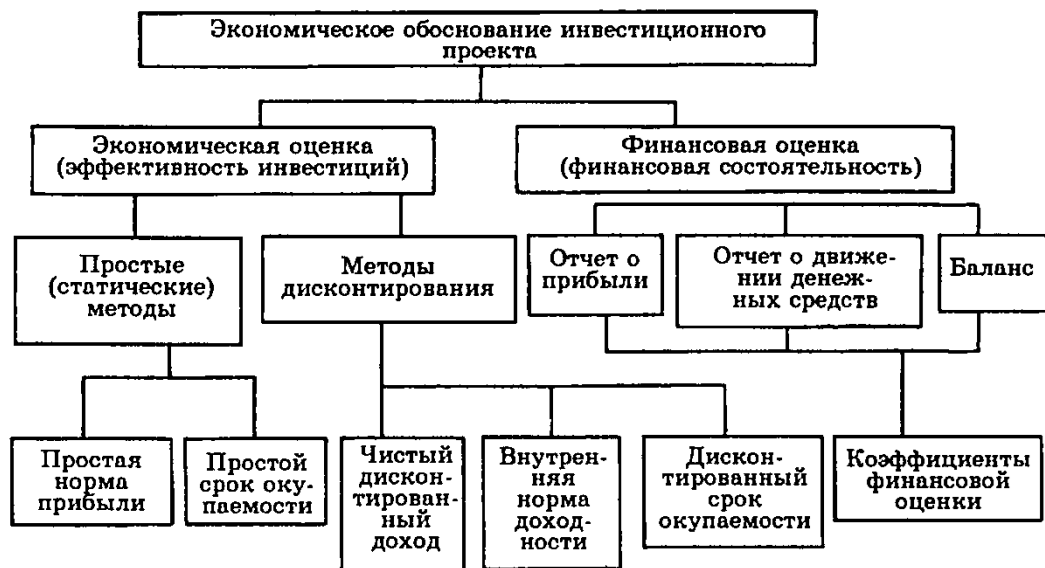 Экономическое обоснование инвестиционного
проекта
Экономическая оценка
(эффективность инвестиций)
Финансовая оценка
(финансовая состоятельность)
Простые
(статические)
методы
Методы
дисконтирования
Отчет о
прибыли
Отчет о движе-
нии денеж-
ных средств
Баланс
Простая
норма
прибыли
Простой
срок оку-
паемости
Чистый
дискон-
тирован-
ный
доход
Внутрен-
няя
норма
доход-
ности
Дискон-
тированный
срок
окупаемости
Коэффициенты
финансовой
оценки